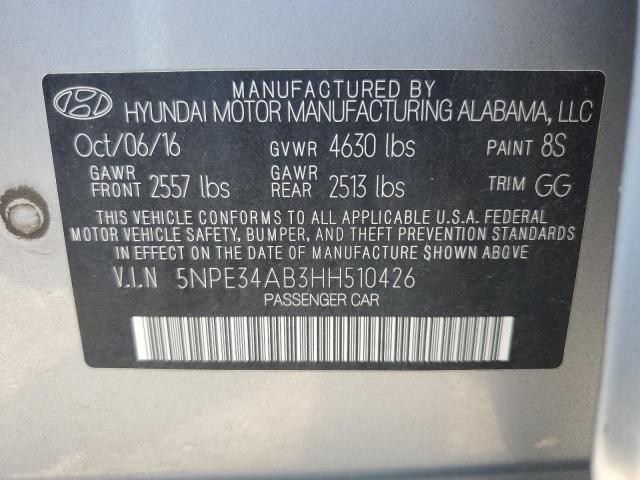 MANUFACTURED BY
HYUNDAI MOTOR MANUFACTURING ALABAMA, LLC
Oct/06/16 GVWR 4630 lbs PAINT 8S
GAWR FRONT 2557 lbs GAWR REAR 2513 lbs TRIM GG
THIS VEHICLE CONFORMS TO ALL APPLICABLE U.S.A. FEDERAL
MOTOR VEHICLE SAFETY, BUMPER, AND THEFT PREVENTION STANDARDS
IN EFFECT ON THE DATE OF MANUFACTURE SHOWN ABOVE
V.I.N 5NPE34AB3HH510426
PASSENGER CAR